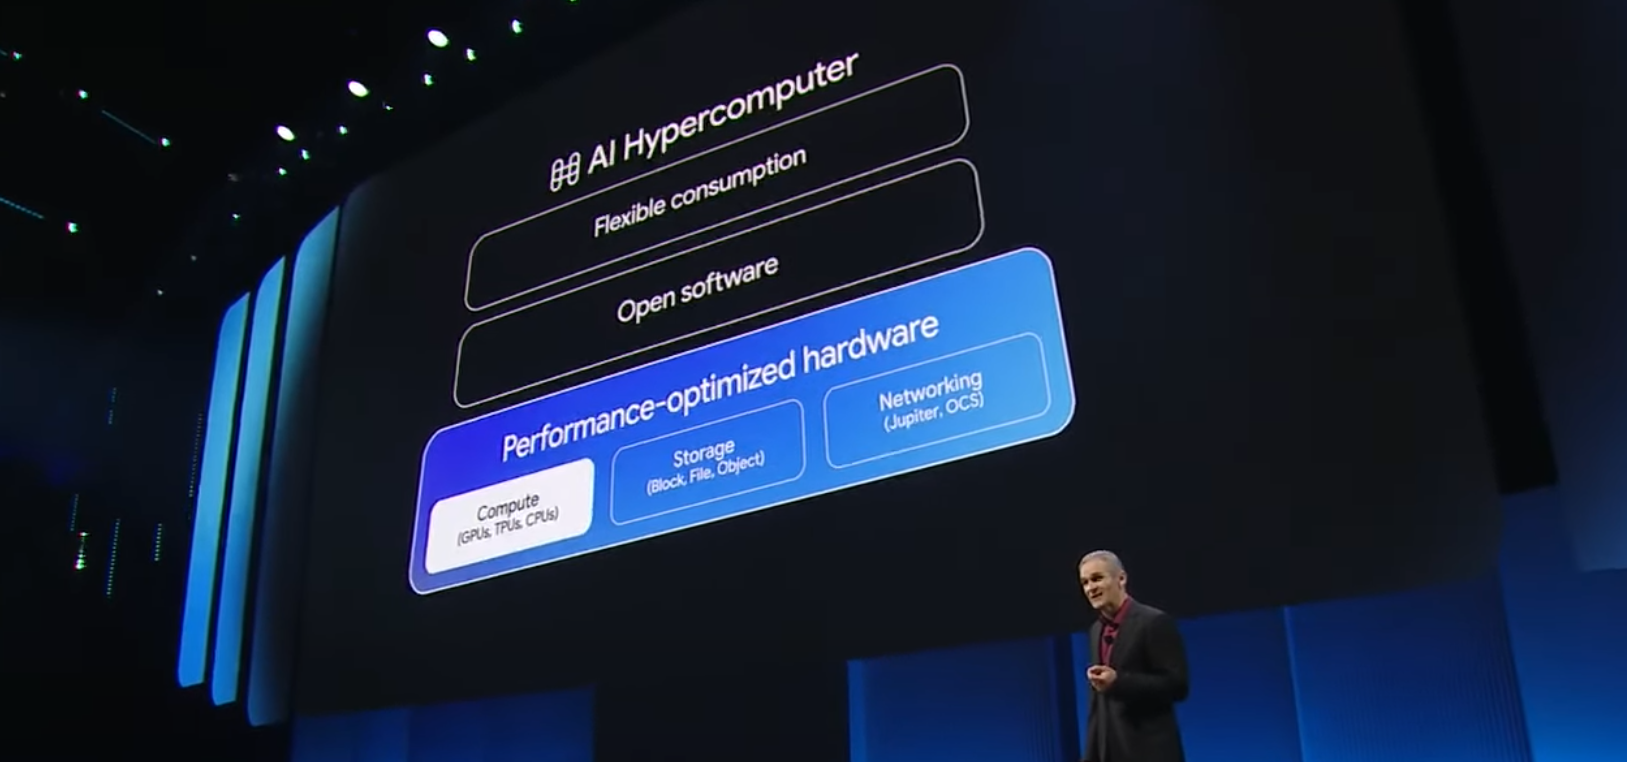 AI Hypercomputer
Flexible consumption
Open software
Performance-optimized hardware
Compute
(GPUs, TPUs, CPUs)
Storage
(Block, File, Object)
Networking
(Jupiter, OCS)